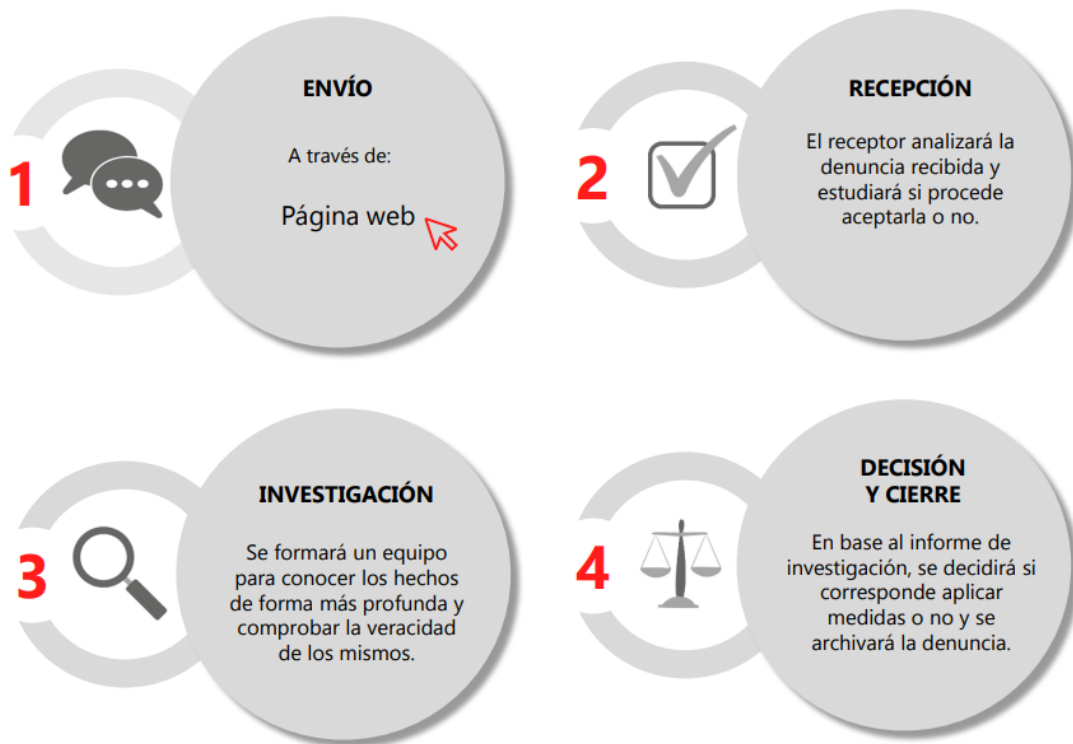 1
ENVÍO
A través de:
Página web
2
RECEPCIÓN
El receptor analizará la
denuncia recibida y
estudiará si procede
aceptarla o no.
3
INVESTIGACIÓN
Se formará un equipo
para conocer los hechos
de forma más profunda y
comprobar la veracidad
de los mismos.
4
DECISIÓN
Y CIERRE
En base al informe de
investigación, se decidirá si
corresponde aplicar
medidas o no y se
archivará la denuncia.